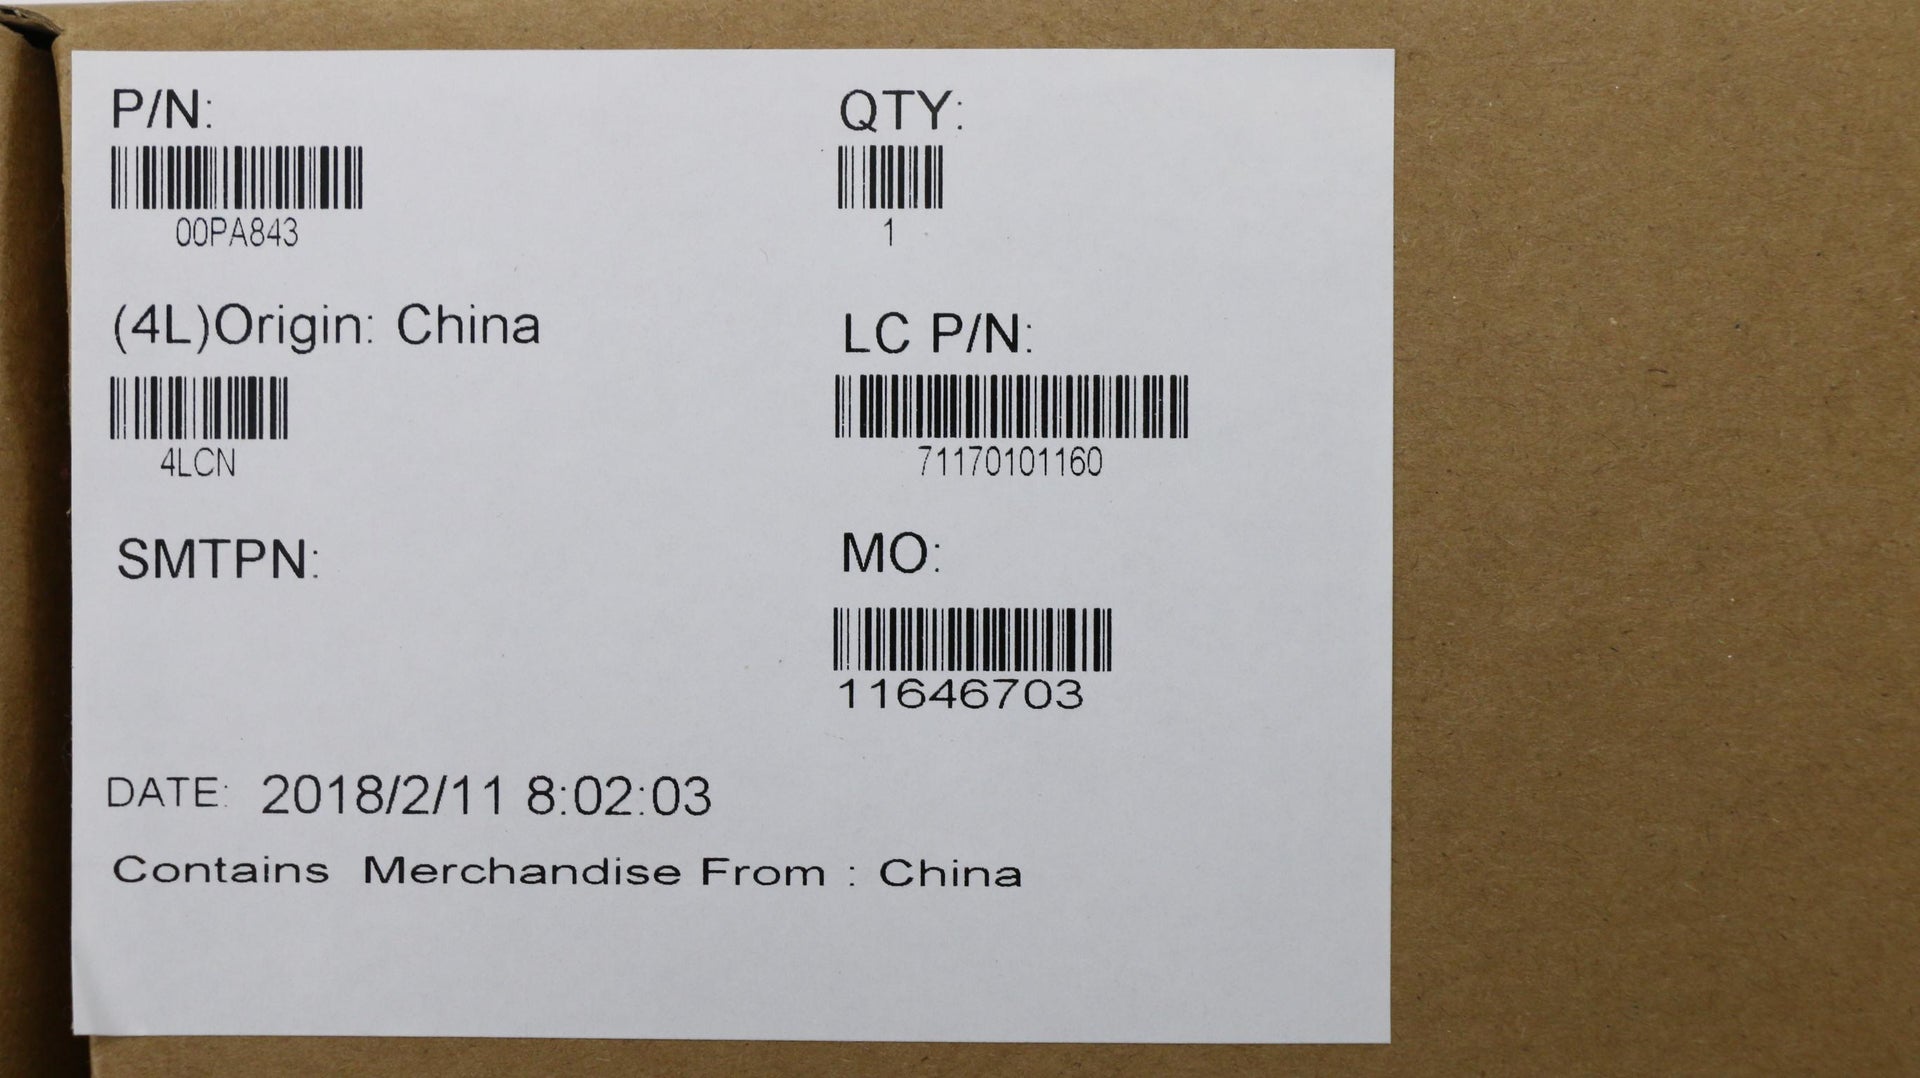 P/N:
00PA843
QTY:
1
(4L)Origin: China
4LCN
LC P/N:
71170101160
SMTPN:
MO:
11646703
DATE: 2018/2/11 8:02:03
Contains Merchandise From : China